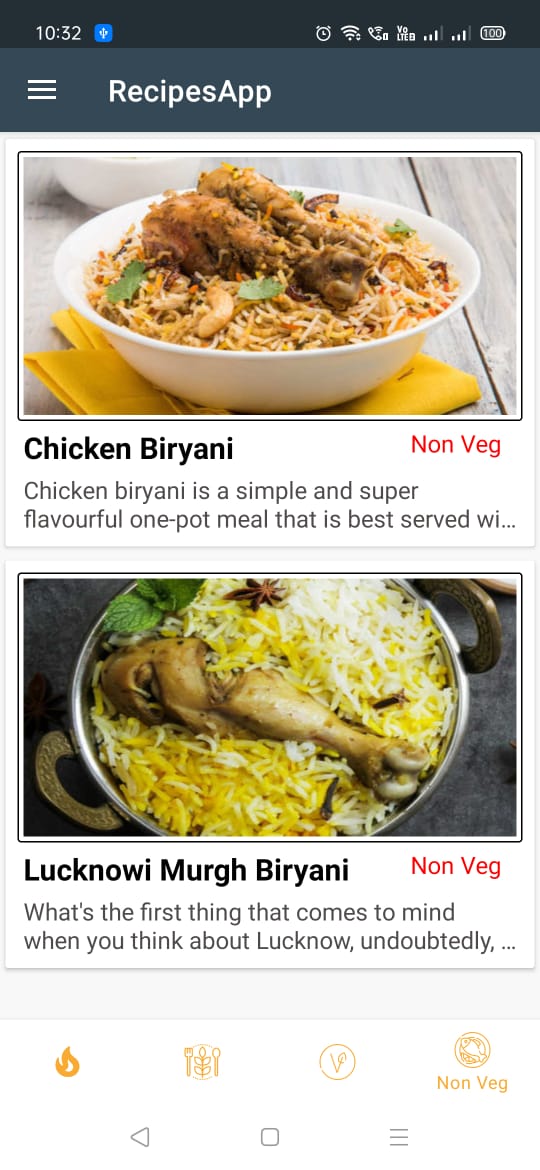 10:32
Vo
LTE
100
RecipesApp
Chicken Biryani
Non Veg
Chicken biryani is a simple and super
flavourful one-pot meal that is best served wi...
Lucknowi Murgh Biryani
Non Veg
What's the first thing that comes to mind
when you think about Lucknow, undoubtedly, ...
V
Non Veg